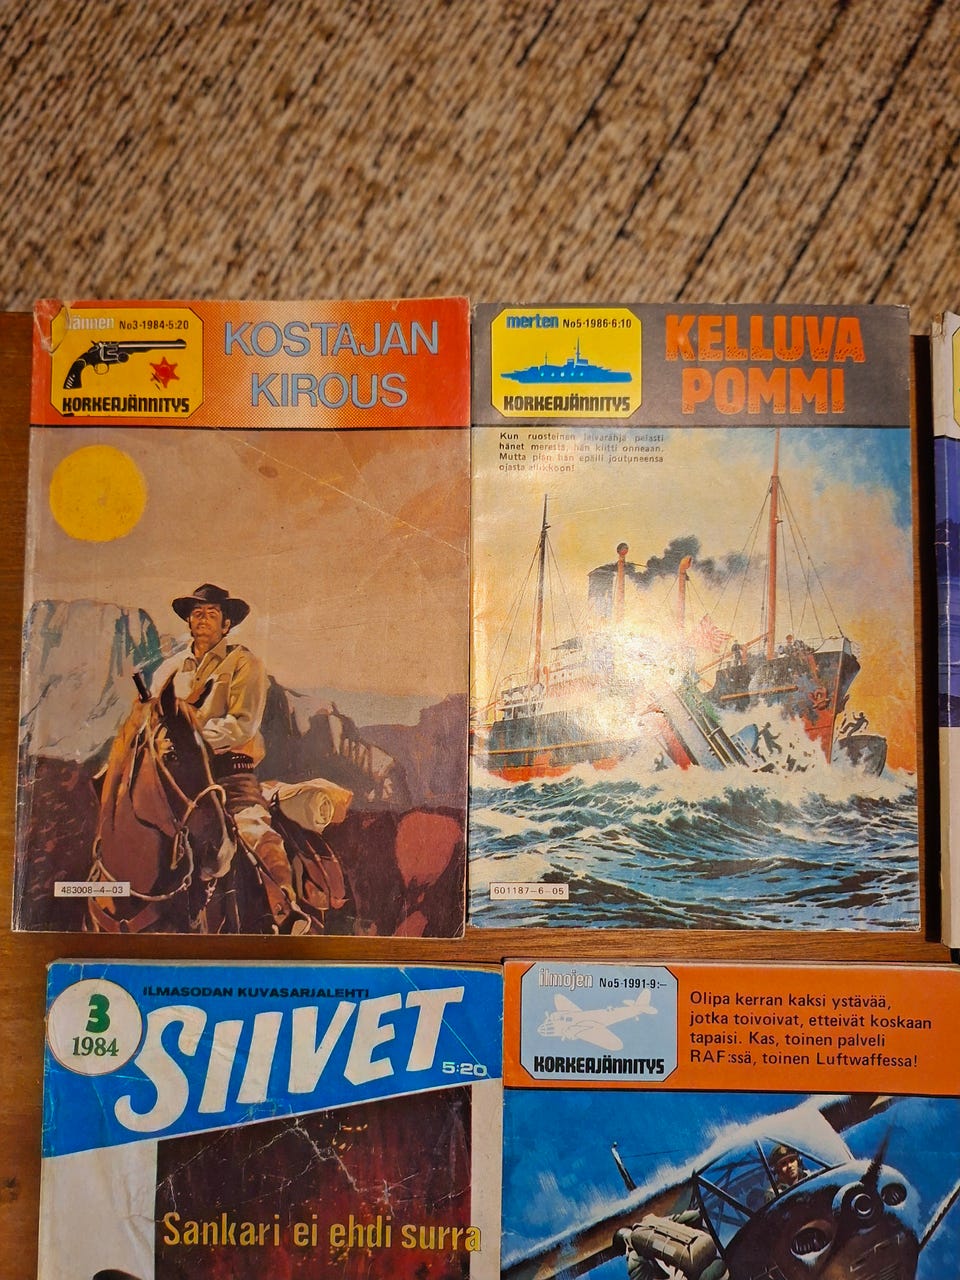 lännen No3-1984-5:20
KORKEAJÄNNITYS
KOSTAJAN
KIROUS
483008-4-03
merten No5-1986-6:10
KORKEAJÄNNITYS
KELLUVA
POMMI
Kun ruosteinen laivarähjä pelasti
hänet merestä, hän kiitti onneaan.
Mutta pian hän epäili joutuneensa
ojasta allikkoon!
601187-6-05
3
1984
ILMASODAN KUVASARJALEHTI
SIIVET
5:20
Sankari ei ehdi surra
ilmojen No5-1991-9:-
KORKEAJÄNNITYS
Olipa kerran kaksi ystävää,
jotka toivoivat, etteivät koskaan
tapaisi. Kas, toinen palveli
RAF:ssä, toinen Luftwaffessa!